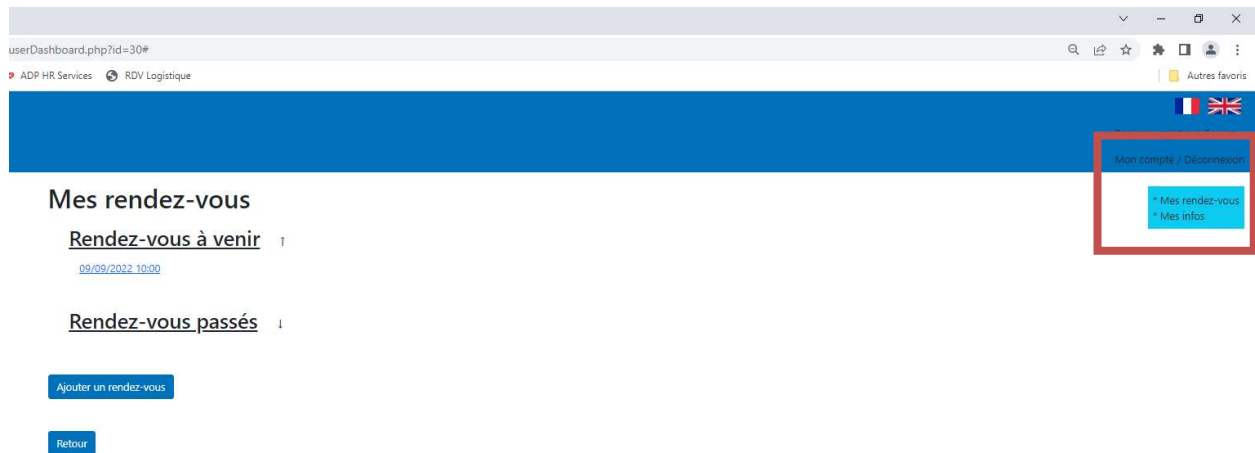 userDashboard.php?id=30#
ADP HR Services RDV Logistique Autres favoris
Mon compte / Déconnexion
* Mes rendez-vous
* Mes infos
Mes rendez-vous
Rendez-vous à venir ↑
09/09/2022 10:00
Rendez-vous passés ↓
Ajouter un rendez-vous
Retour